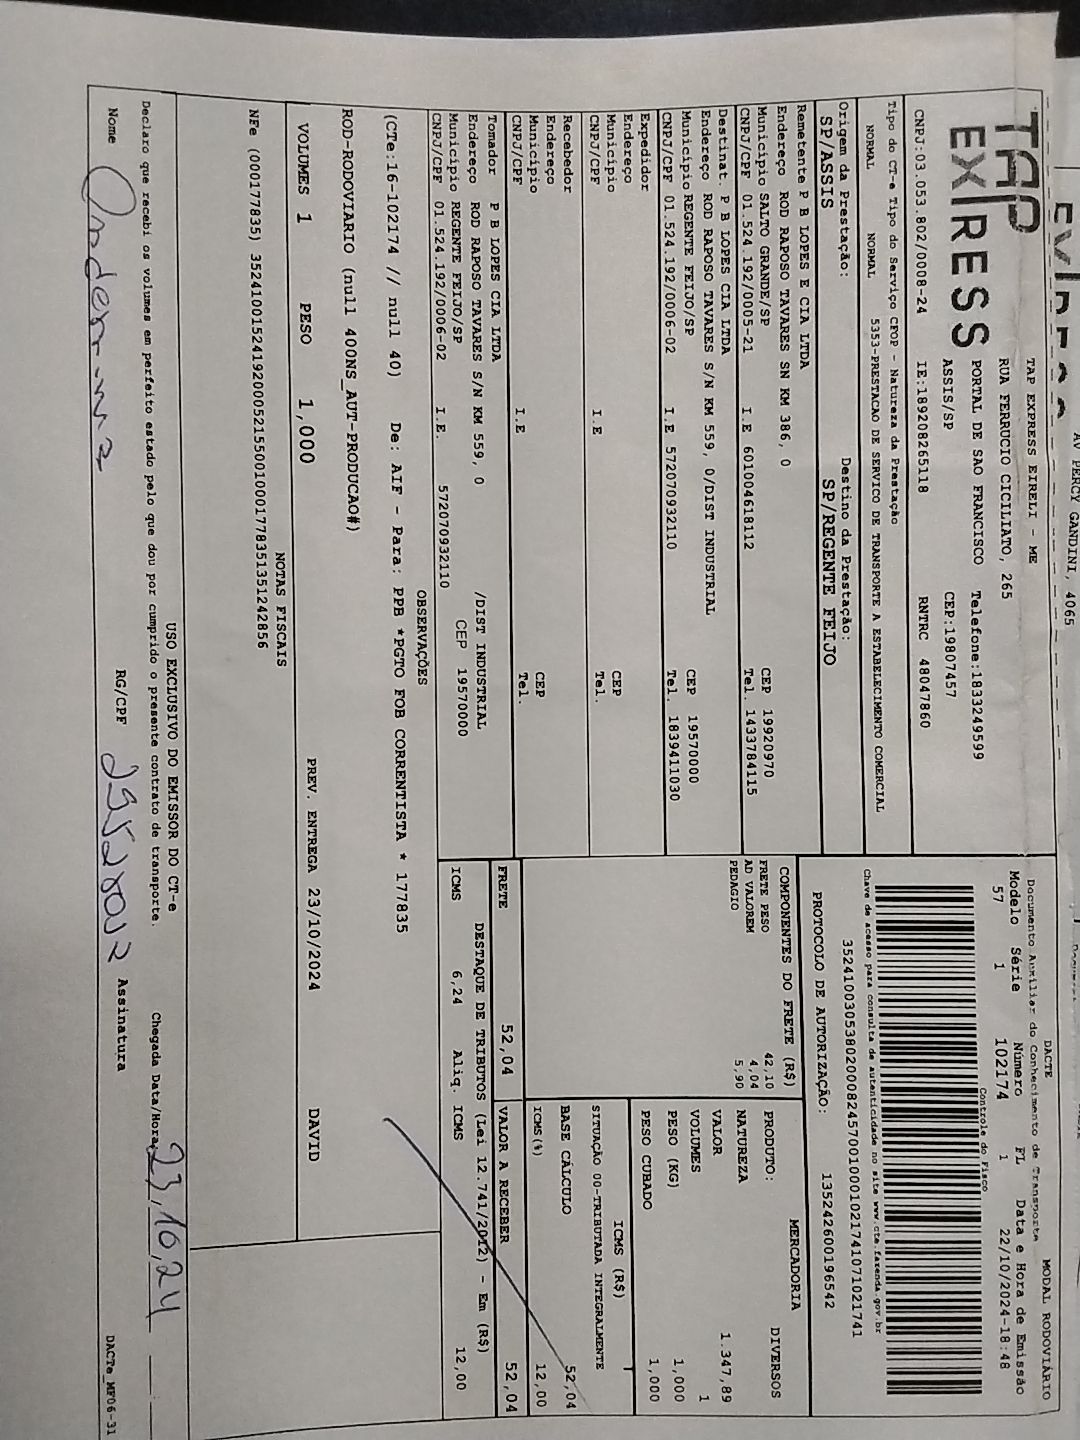 AV PERCY GANDINI, 4065
TAP
EXPRESS
TAP EXPRESS EIRELI - ME
RUA FERRUCIO CICILIATO, 265
PORTAL DE SAO FRANCISCO Telefone:1833249599
ASSIS/SP CEP:19807457
CNPJ:03.053.802/0008-24 IE:189208265118 RNTRC 48047860
DACTE MODAL RODOVIÁRIO
Documento Auxiliar do Conhecimento de Transporte
Modelo Série Número FL Data e Hora de Emissão
57 1 102174 1 22/10/2024-18:48
Controle do Fisco
Chave de acesso para consulta de autenticidade no site www.cte.fazenda.gov.br
35241003053802000824570010001021741071021741
PROTOCOLO DE AUTORIZAÇÃO: 135242600196542
Tipo do CT-e Tipo do Serviço CFOP - Natureza da Prestação
NORMAL NORMAL 5353-PRESTACAO DE SERVICO DE TRANSPORTE A ESTABELECIMENTO COMERCIAL
Origem da Prestação: Destino da Prestação:
SP/ASSIS SP/REGENTE FEIJO
Remetente P B LOPES E CIA LTDA
Endereço ROD RAPOSO TAVARES SN KM 386, 0
Município SALTO GRANDE/SP CEP 19920970
CNPJ/CPF 01.524.192/0005-21 I.E 601004618112 Tel. 1433784115
Destinat. P B LOPES CIA LTDA
Endereço ROD RAPOSO TAVARES S/N KM 559, 0/DIST INDUSTRIAL
Município REGENTE FEIJO/SP CEP 19570000
CNPJ/CPF 01.524.192/0006-02 I.E 572070932110 Tel. 1839411030
Expedidor
Endereço
Município CEP
CNPJ/CPF I.E Tel.
Recebedor
Endereço
Município CEP
CNPJ/CPF I.E Tel.
Tomador P B LOPES CIA LTDA
Endereço ROD RAPOSO TAVARES S/N KM 559, 0 /DIST INDUSTRIAL
Município REGENTE FEIJO/SP CEP 19570000
CNPJ/CPF 01.524.192/0006-02 I.E. 572070932110
COMPONENTES DO FRETE (R$)
FRETE PESO 42,10
AD VALOREM 4,04
PEDAGIO 5,90
PRODUTO: MERCADORIA
NATUREZA DIVERSOS
VALOR 1.347,89
VOLUMES 1
PESO (KG) 1,000
PESO CUBADO 1,000
ICMS (R$)
SITUAÇÃO 00-TRIBUTADA INTEGRALMENTE
BASE CÁLCULO 52,04
ICMS(%) 12,00
FRETE 52,04 VALOR A RECEBER 52,04
DESTAQUE DE TRIBUTOS (Lei 12.741/2012) - Em (R$)
ICMS 6,24 Aliq. ICMS 12,00
OBSERVAÇÕES
(CTe:16-102174 // null 40) De: AIF - Para: PPB *PGTO FOB CORRENTISTA * 177835
ROD-RODOVIARIO (null 400NS_AUT-PRODUCAO#)
VOLUMES 1 PESO 1,000 PREV. ENTREGA 23/10/2024 DAVID
NOTAS FISCAIS
NFe (000177835) 35241001524192000521550010001778351351242856
USO EXCLUSIVO DO EMISSOR DO CT-e
Declaro que recebi os volumes em perfeito estado pelo que dou por cumprido o presente contrato de transporte. Chegada Data/Hora: 23,10,24
Nome RG/CPF Assinatura
DACTe_MF06-31